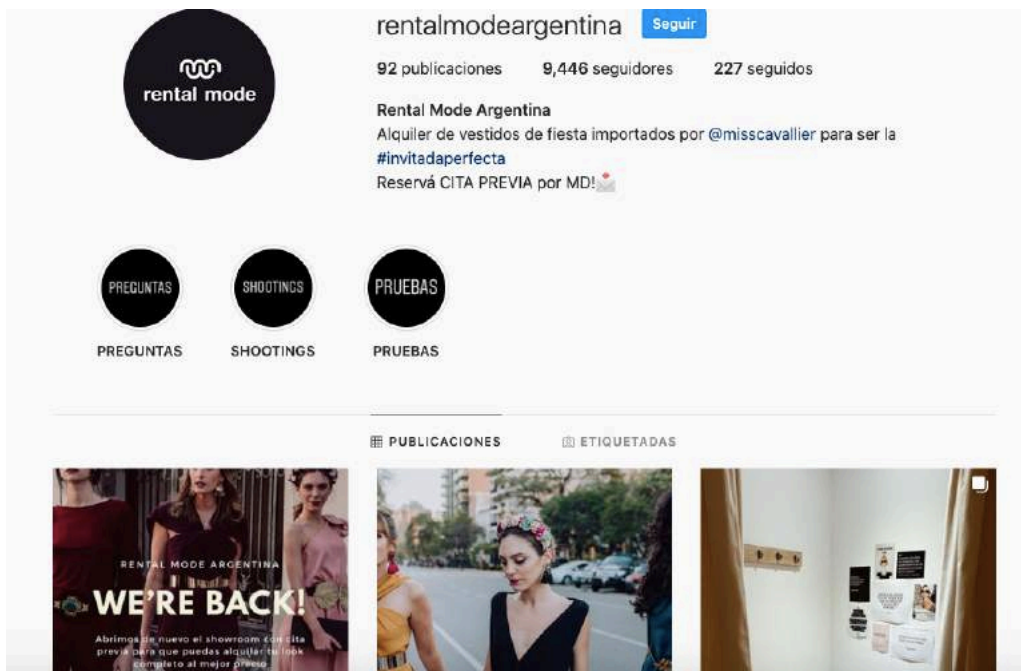 rental mode
rentalmodeargentina Seguir
92 publicaciones 9,446 seguidores 227 seguidos
Rental Mode Argentina
Alquiler de vestidos de fiesta importados por @misscavallier para ser la
#invitadaperfecta
Reservá CITA PREVIA por MD!
PREGUNTAS SHOOTINGS PRUEBAS
PREGUNTAS SHOOTINGS PRUEBAS
PUBLICACIONES ETIQUETADAS
RENTAL MODE ARGENTINA
WE'RE BACK!
Abrimos de nuevo el showroom con cita
previa para que puedas alquilar tu look
completo al mejor precio